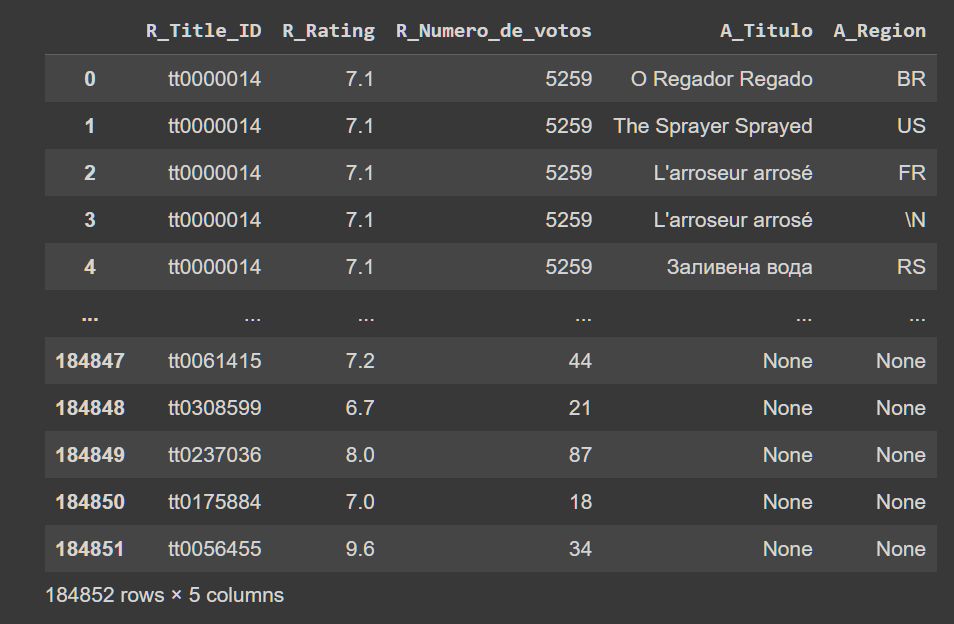 R_Title_ID R_Rating R_Numero_de_votos A_Titulo A_Region
0 tt0000014 7.1 5259 O Regador Regado BR
1 tt0000014 7.1 5259 The Sprayer Sprayed US
2 tt0000014 7.1 5259 L'arroseur arrosé FR
3 tt0000014 7.1 5259 L'arroseur arrosé \N
4 tt0000014 7.1 5259 Заливена вода RS
... ... ... ... ... ...
184847 tt0061415 7.2 44 None None
184848 tt0308599 6.7 21 None None
184849 tt0237036 8.0 87 None None
184850 tt0175884 7.0 18 None None
184851 tt0056455 9.6 34 None None
184852 rows × 5 columns